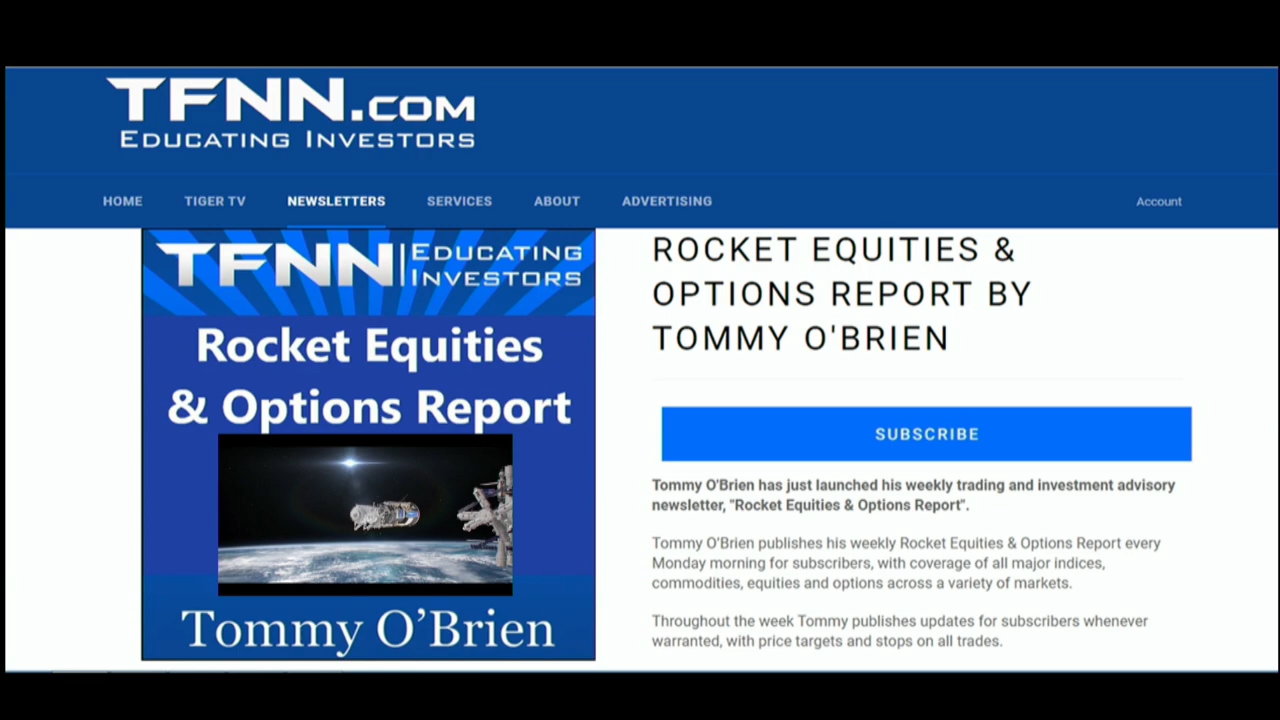 TFNN.COM
EDUCATING INVESTORS
HOME TIGER TV NEWSLETTERS SERVICES ABOUT ADVERTISING Account
TFNN EDUCATING
INVESTORS
Rocket Equities
& Options Report
Tommy O'Brien
ROCKET EQUITIES &
OPTIONS REPORT BY
TOMMY O'BRIEN
SUBSCRIBE
Tommy O'Brien has just launched his weekly trading and investment advisory
newsletter, "Rocket Equities & Options Report".
Tommy O'Brien publishes his weekly Rocket Equities & Options Report every
Monday morning for subscribers, with coverage of all major indices,
commodities, equities and options across a variety of markets.
Throughout the week Tommy publishes updates for subscribers whenever
warranted, with price targets and stops on all trades.